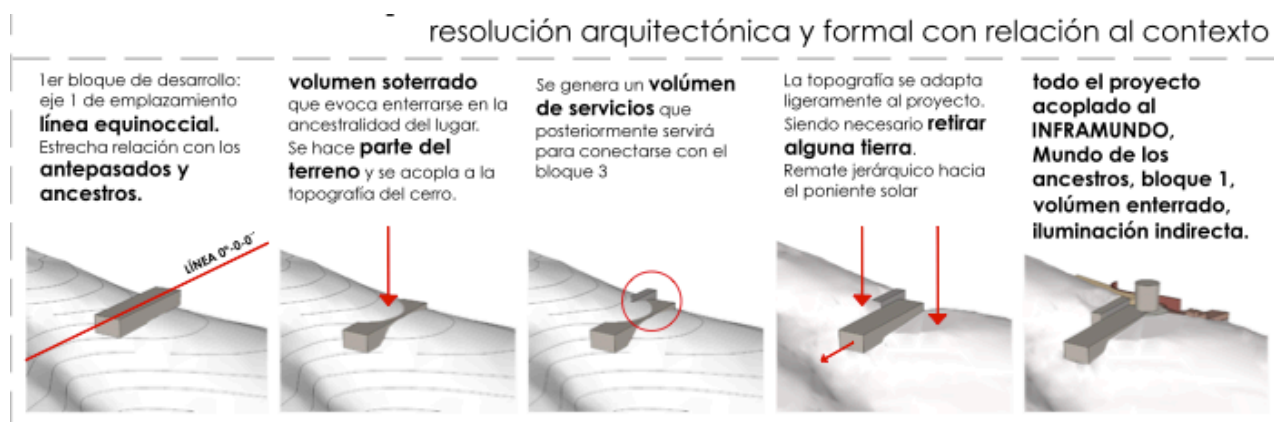 resolución arquitectónica y formal con relación al contexto
1er bloque de desarrollo:
eje 1 de emplazamiento
línea equinoccial.
Estrecha relación con los
antepasados y
ancestros.
volumen soterrado
que evoca enterrarse en la
ancestralidad del lugar.
Se hace parte del
terreno y se acopla a la
topografía del cerro.
Se genera un volúmen
de servicios que
posteriormente servirá
para conectarse con el
bloque 3
La topografía se adapta
ligeramente al proyecto.
Siendo necesario retirar
alguna tierra.
Remate jerárquico hacia
el poniente solar
todo el proyecto
acoplado al
INFRAMUNDO,
Mundo de los
ancestros, bloque 1,
volúmen enterrado,
iluminación indirecta.
LÍNEA 0°-0-0¨